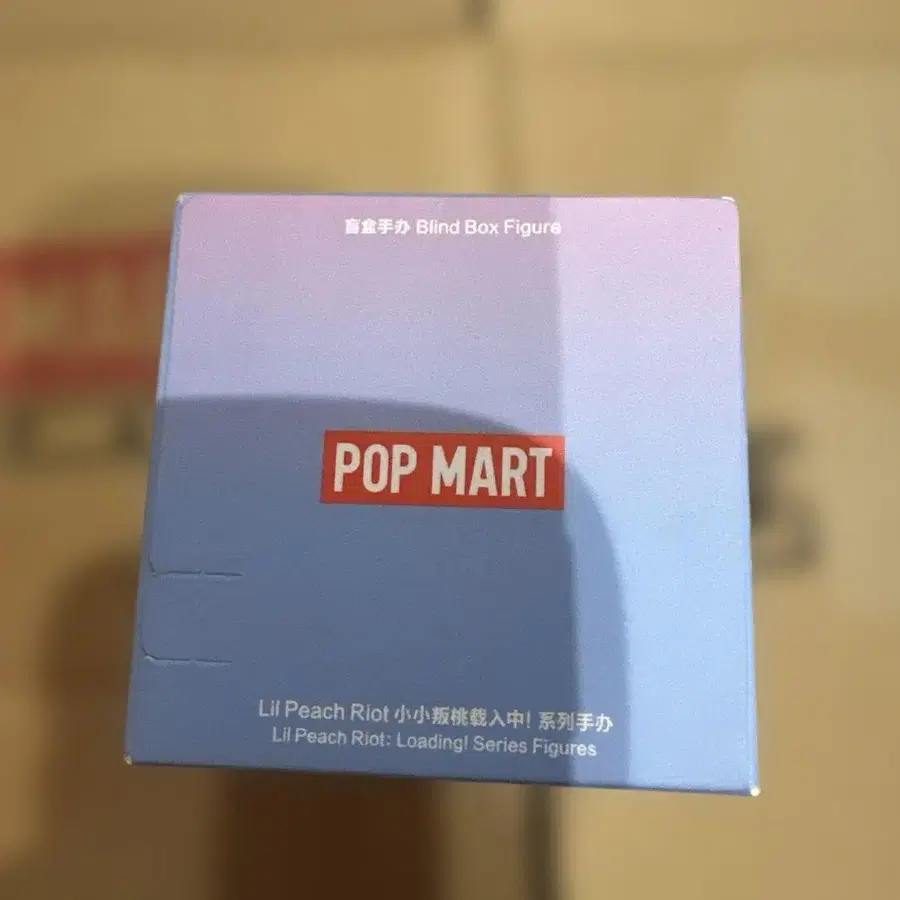 盲盒手办 Blind Box Figure
POP MART
Lil Peach Riot 小小叛桃载入中! 系列手办
Lil Peach Riot: Loading! Series Figures